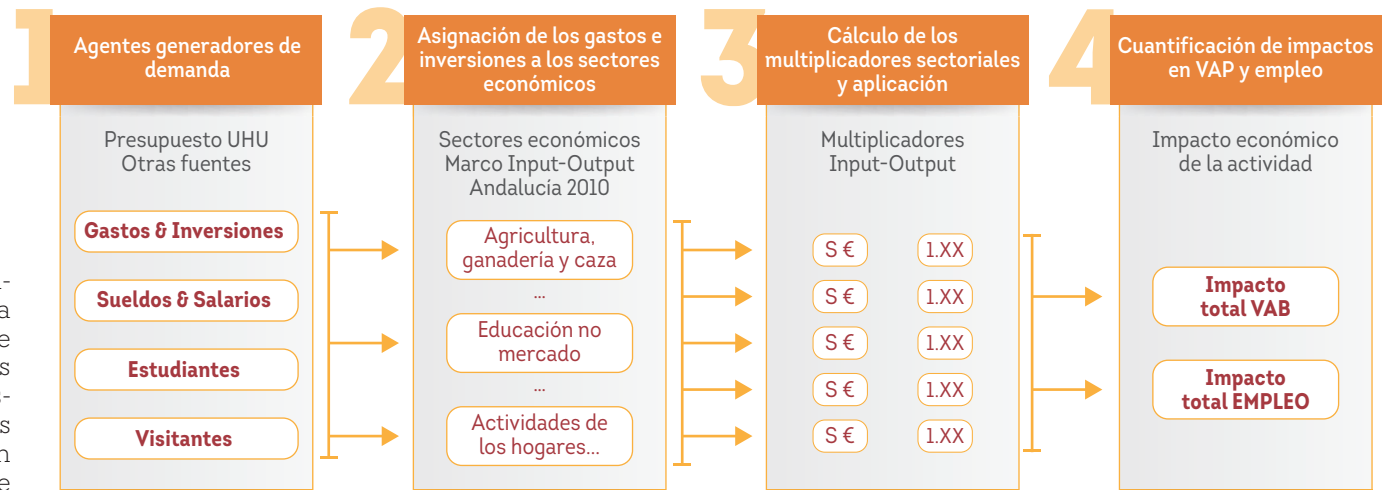 -
a
e
s
-
s
n
e
1
Agentes generadores de
demanda
Presupuesto UHU
Otras fuentes
Gastos & Inversiones
Sueldos & Salarios
Estudiantes
Visitantes
2
Asignación de los gastos e
inversiones a los sectores
económicos
Sectores económicos
Marco Input-Output
Andalucía 2010
Agricultura,
ganadería y caza
...
Educación no
mercado
...
Actividades de
los hogares...
3
Cálculo de los
multiplicadores sectoriales
y aplicación
Multiplicadores
Input-Output
S € 1.XX
S € 1.XX
S € 1.XX
S € 1.XX
S € 1.XX
4
Cuantificación de impactos
en VAP y empleo
Impacto económico
de la actividad
Impacto
total VAB
Impacto
total EMPLEO